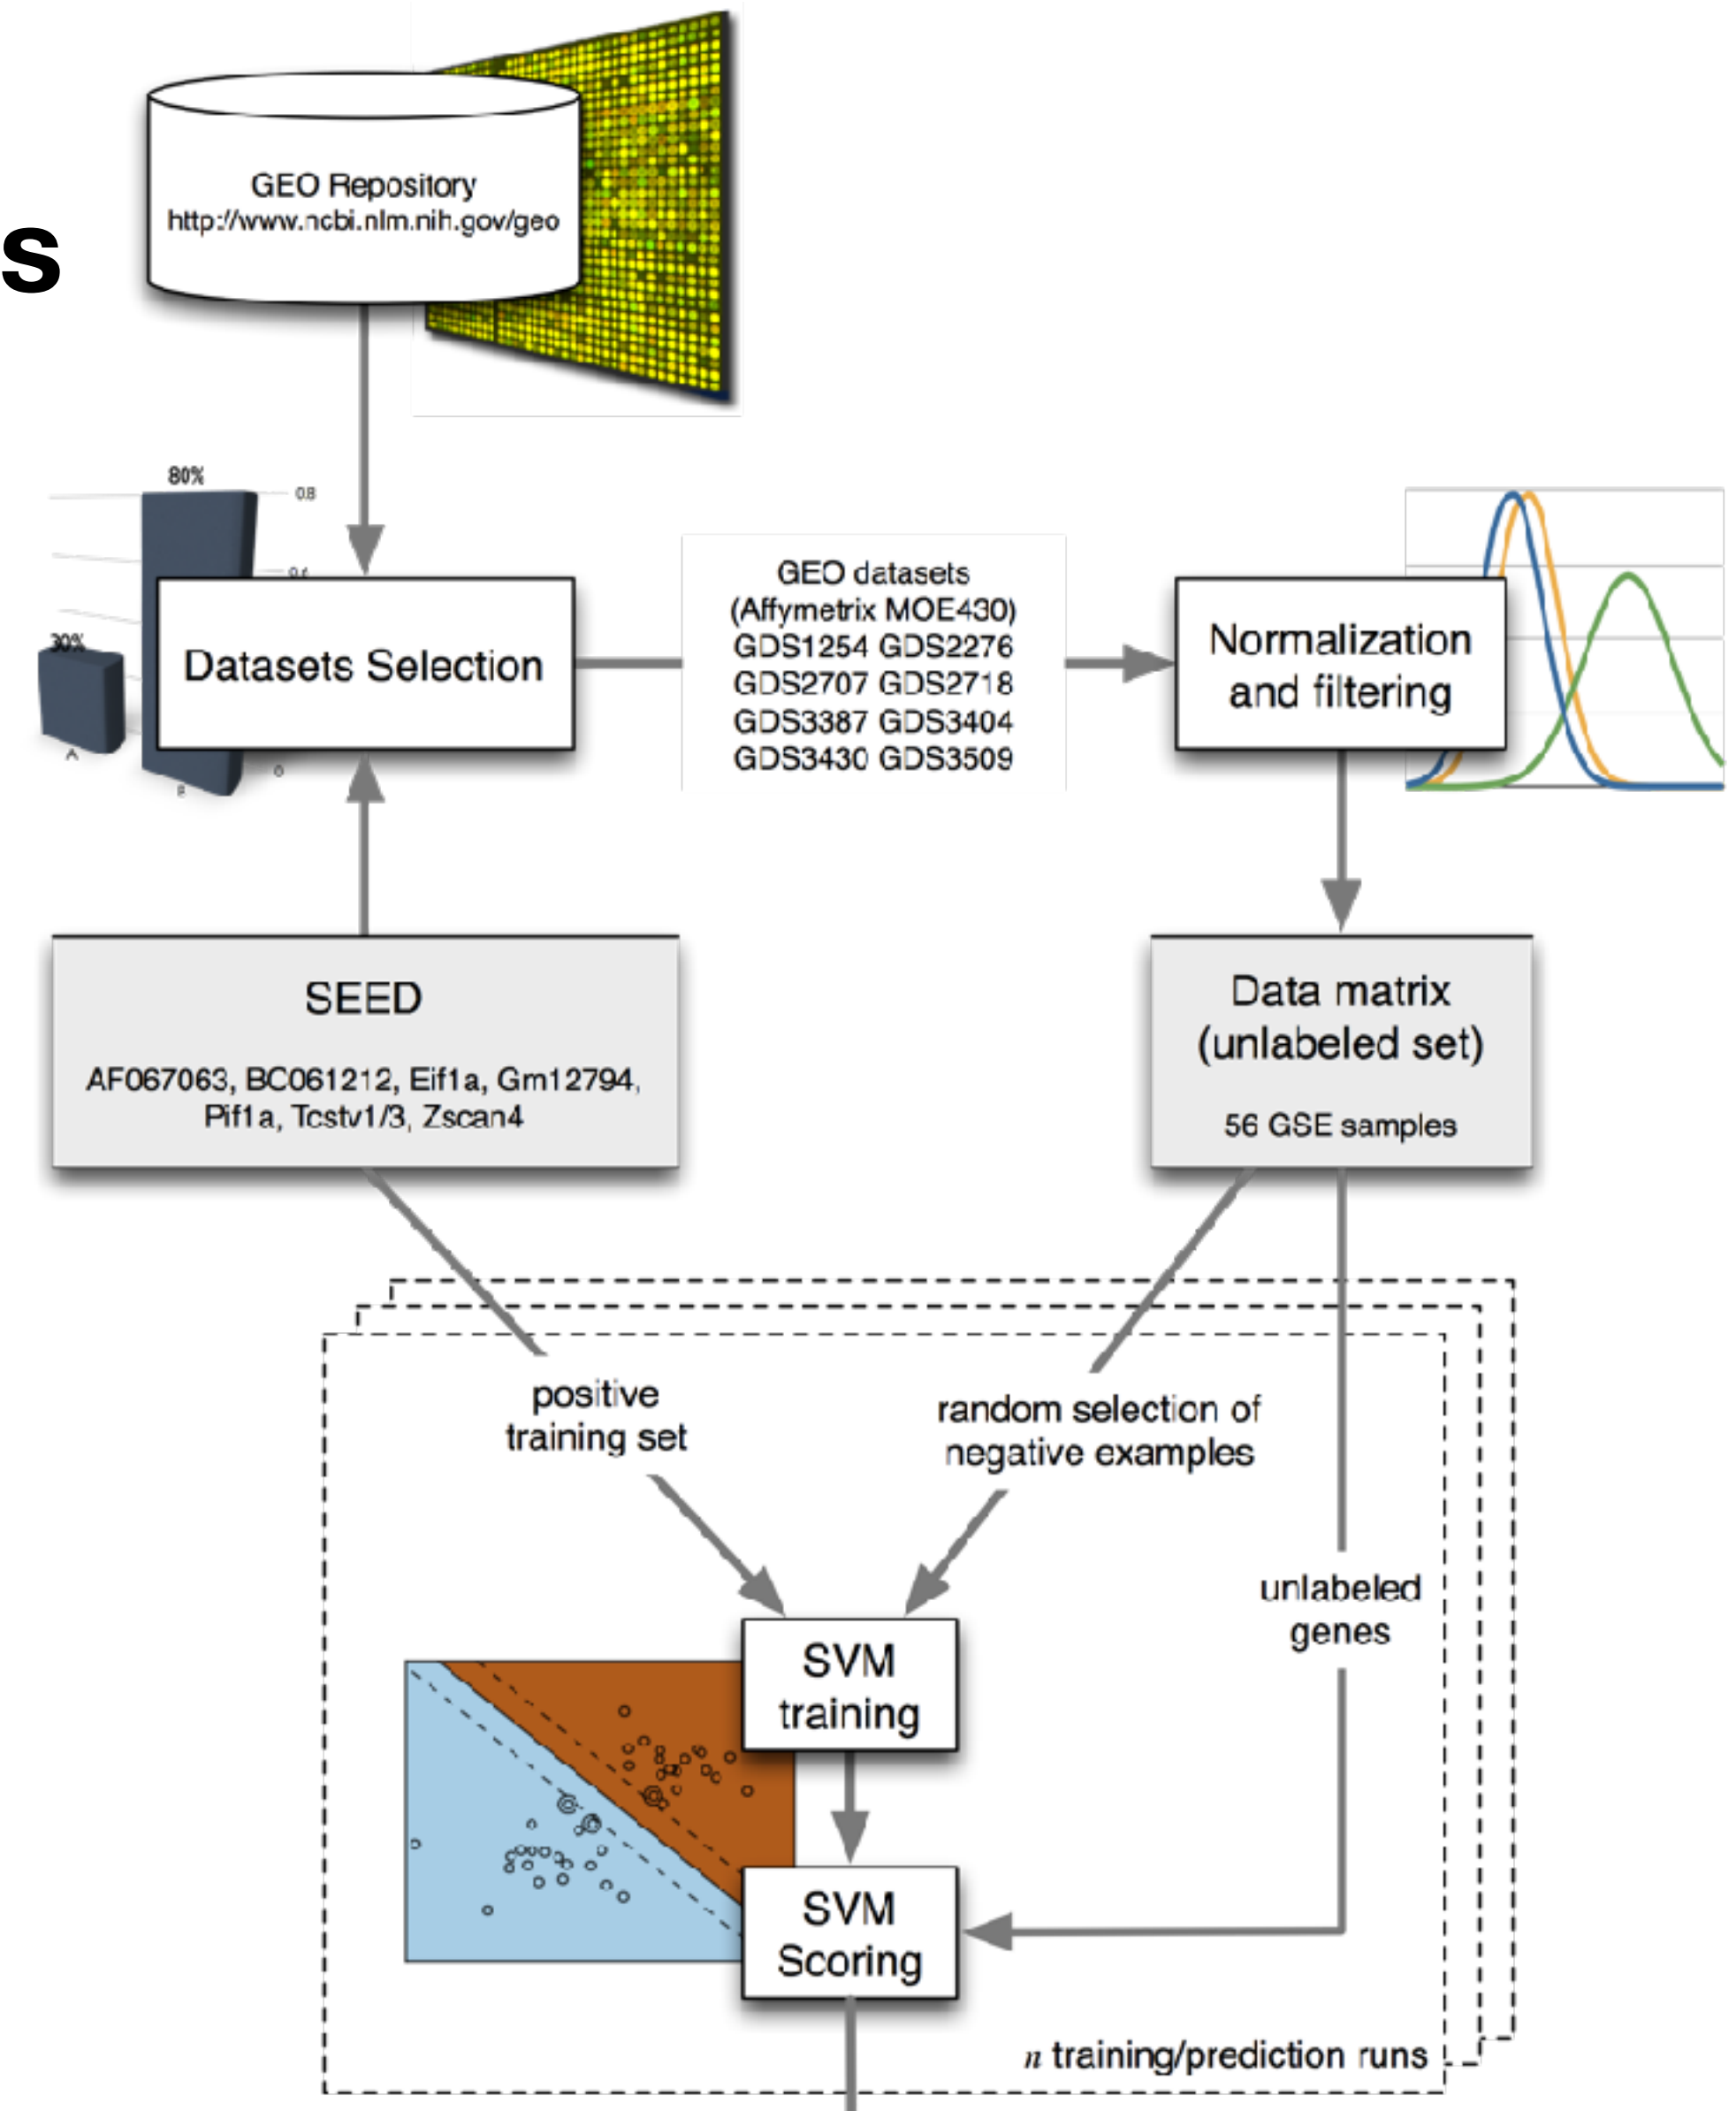 s
GEO Repository
http://www.ncbi.nlm.nih.gov/geo
80%
0.8
0.6
30%
A
B
0
Datasets Selection
GEO datasets
(Affymetrix MOE430)
GDS1254 GDS2276
GDS2707 GDS2718
GDS3387 GDS3404
GDS3430 GDS3509
Normalization
and filtering
SEED
AF067063, BC061212, Eif1a, Gm12794,
Pif1a, Tcstv1/3, Zscan4
Data matrix
(unlabeled set)
56 GSE samples
positive
training set
random selection of
negative examples
unlabeled
genes
SVM
training
SVM
Scoring
n training/prediction runs